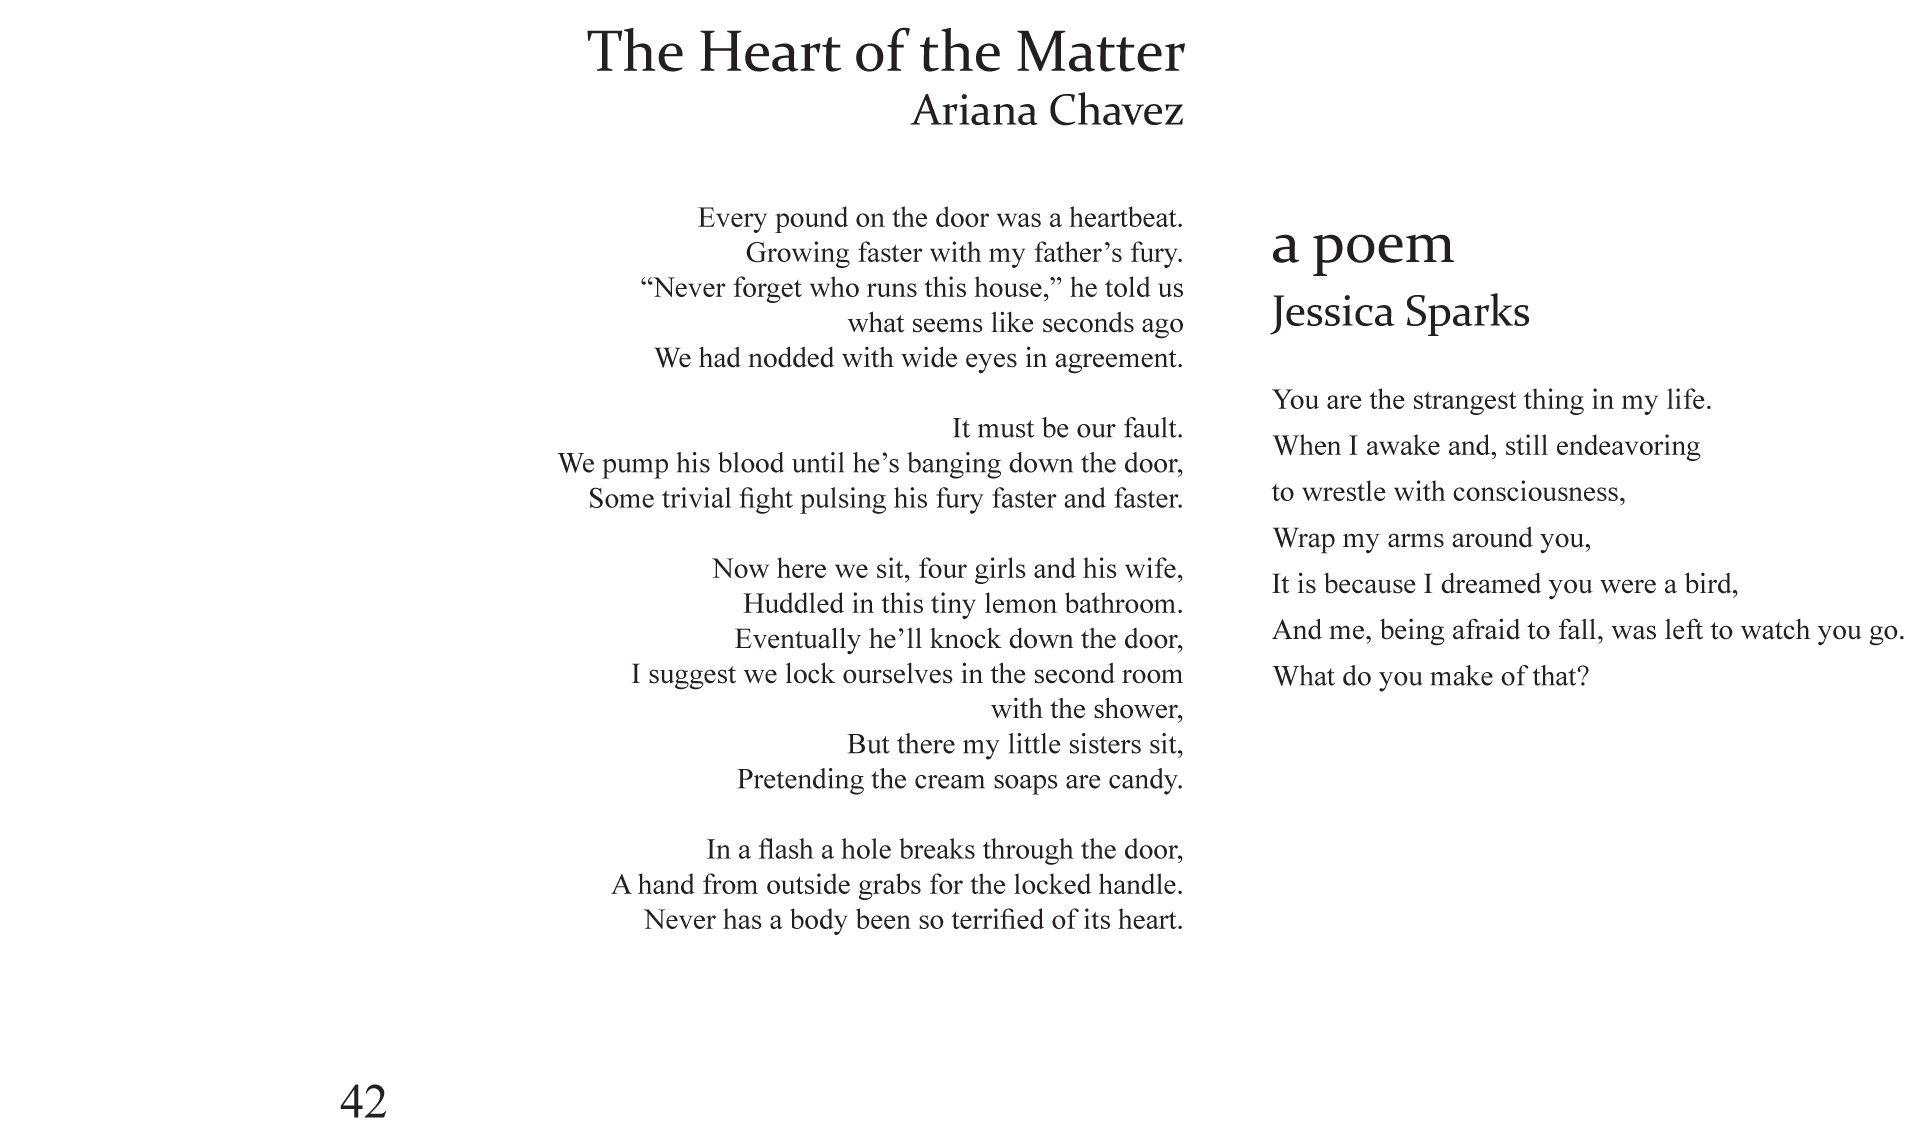 The Heart of the Matter
Ariana Chavez
Every pound on the door was a heartbeat.
Growing faster with my father’s fury.
“Never forget who runs this house,” he told us
what seems like seconds ago
We had nodded with wide eyes in agreement.
It must be our fault.
We pump his blood until he’s banging down the door,
Some trivial fight pulsing his fury faster and faster.
Now here we sit, four girls and his wife,
Huddled in this tiny lemon bathroom.
Eventually he’ll knock down the door,
I suggest we lock ourselves in the second room
with the shower,
But there my little sisters sit,
Pretending the cream soaps are candy.
In a flash a hole breaks through the door,
A hand from outside grabs for the locked handle.
Never has a body been so terrified of its heart.
42
a poem
Jessica Sparks
You are the strangest thing in my life.
When I awake and, still endeavoring
to wrestle with consciousness,
Wrap my arms around you,
It is because I dreamed you were a bird,
And me, being afraid to fall, was left to watch you go.
What do you make of that?